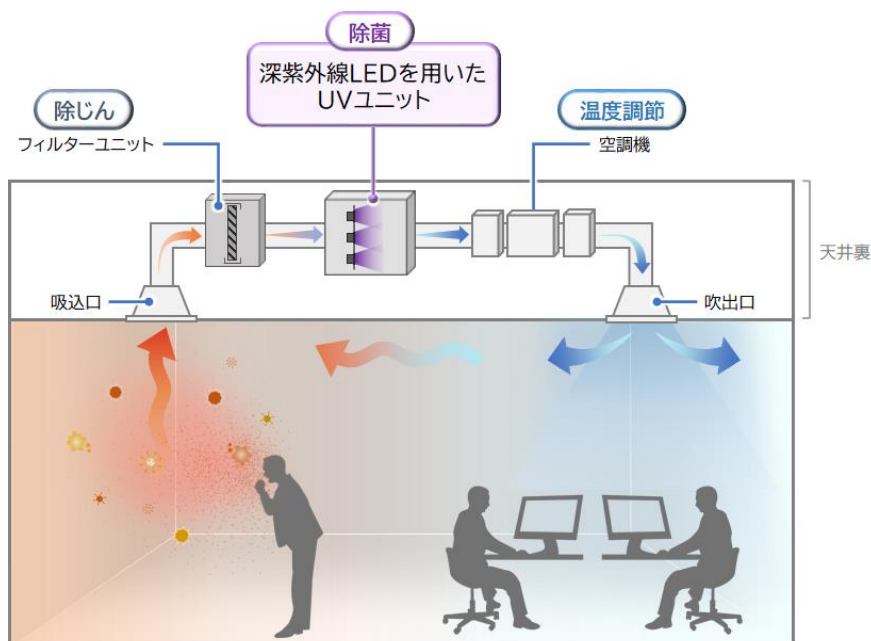 除菌
深紫外線LEDを用いた
UVユニット
除じん
フィルターユニット
温度調節
空調機
天井裏
吸込口
吹出口